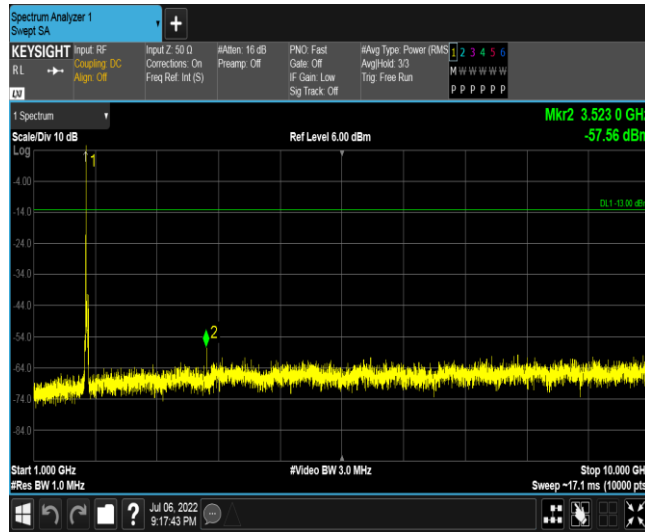 Spectrum Analyzer 1
Swept SA
+
KEYSIGHT Input: RF Input Z: 50 Ω #Atten: 16 dB PNO: Fast #Avg Type: Power (RMS 1 2 3 4 5 6
RL Coupling: DC Corrections: On Preamp: Off Gate: Off Avg|Hold: 3/3 M W W W W W
Align: Off Freq Ref: Int (S) IF Gain: Low Trig: Free Run
LXI Sig Track: Off P P P P P P
1 Spectrum Mkr2 3.523 0 GHz
Scale/Div 10 dB Ref Level 6.00 dBm -57.56 dBm
Log
1
-4.00
DL1 -13.00 dBm
-14.0
-24.0
-34.0
-44.0
-54.0
2
-64.0
-74.0
-84.0
Start 1.000 GHz #Video BW 3.0 MHz Stop 10.000 GHz
#Res BW 1.0 MHz Sweep ~17.1 ms (10000 pts)
? Jul 06, 2022
9:17:43 PM